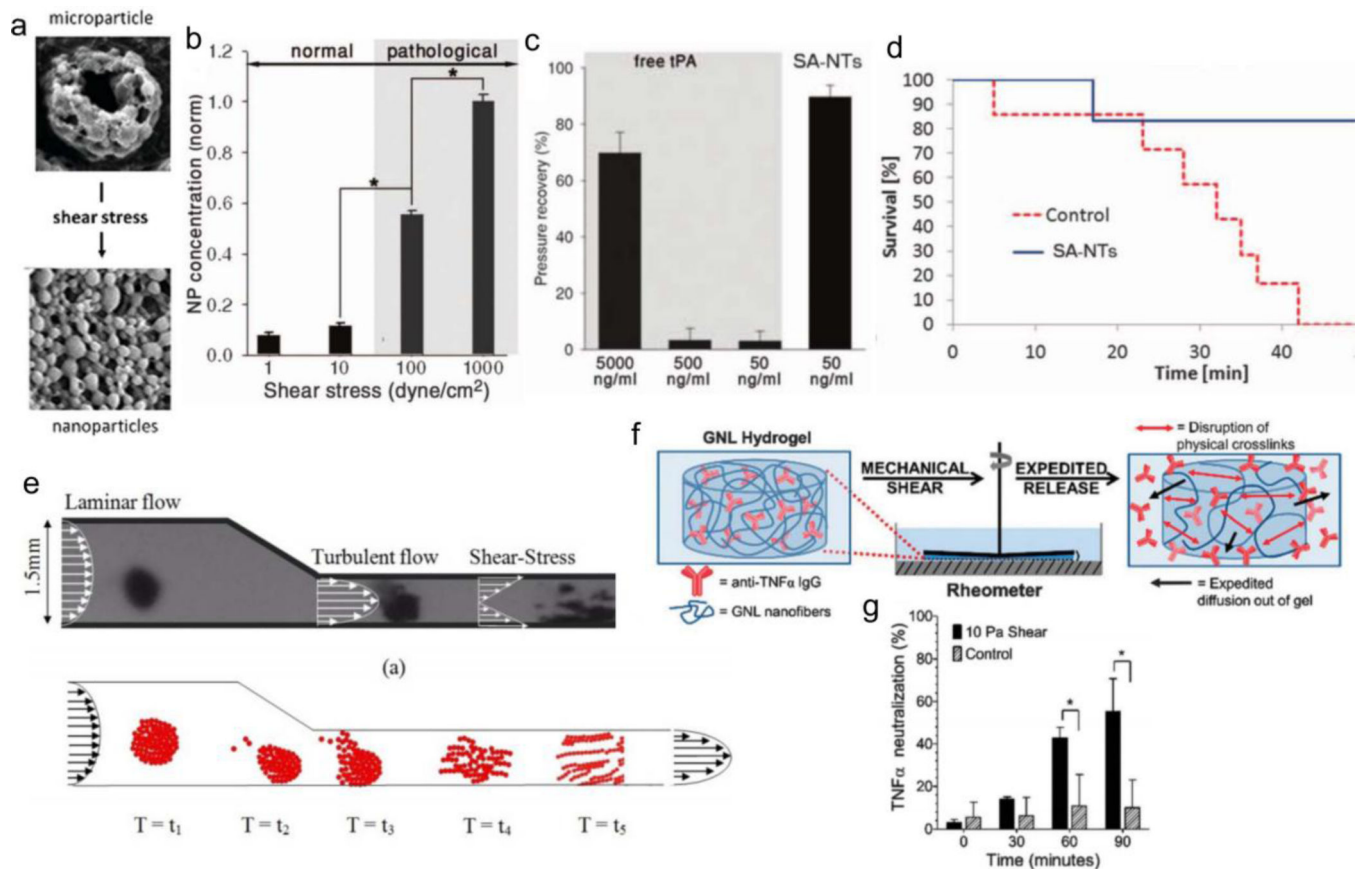 a
microparticle
shear stress
nanoparticles
b
normal pathological
*
*
NP concentration (norm)
1.2
1.0
0.8
0.6
0.4
0.2
0.0
1 10 100 1000
Shear stress (dyne/cm²)
c
free tPA SA-NTs
Pressure recovery (%)
100
80
60
40
20
0
5000 500 50 50
ng/ml ng/ml ng/ml ng/ml
d
Survival [%]
100
90
80
70
60
50
40
30
20
10
0
Control
SA-NTs
0 10 20 30 40
Time [min]
e
Laminar flow
1.5mm
Turbulent flow
Shear-Stress
(a)
T = t₁ T = t₂ T = t₃ T = t₄ T = t₅
f
GNL Hydrogel
= anti-TNFα IgG
= GNL nanofibers
MECHANICAL
SHEAR
EXPEDITED
RELEASE
Rheometer
= Disruption of
physical crosslinks
= Expedited
diffusion out of gel
g
TNFα neutralization (%)
100
80
60
40
20
0
10 Pa Shear
Control
*
*
0 30 60 90
Time (minutes)